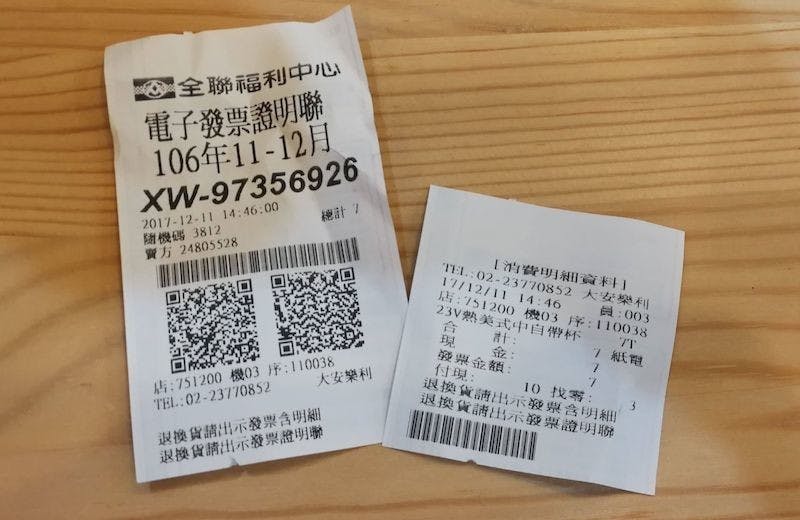 全聯福利中心
電子發票證明聯
106年11-12月
XW-97356926
2017-12-11 14:46:00
隨機碼 3812 總計 7
賣方 24805528
店:751200 機03 序:110038
TEL:02-23770852 大安樂利
退換貨請出示發票含明細
退換貨請出示發票證明聯
[消費明細資料]
TEL:02-23770852 大安樂利
17/12/11 14:46 員:003
店:751200 機03 序:110038
23V熱美式中自帶杯 7T
合 計: 7 紙電
現 金: 7
發票金額: 7
付現: 10 找零: 3
退換貨請出示發票含明細
退換貨請出示發票證明聯